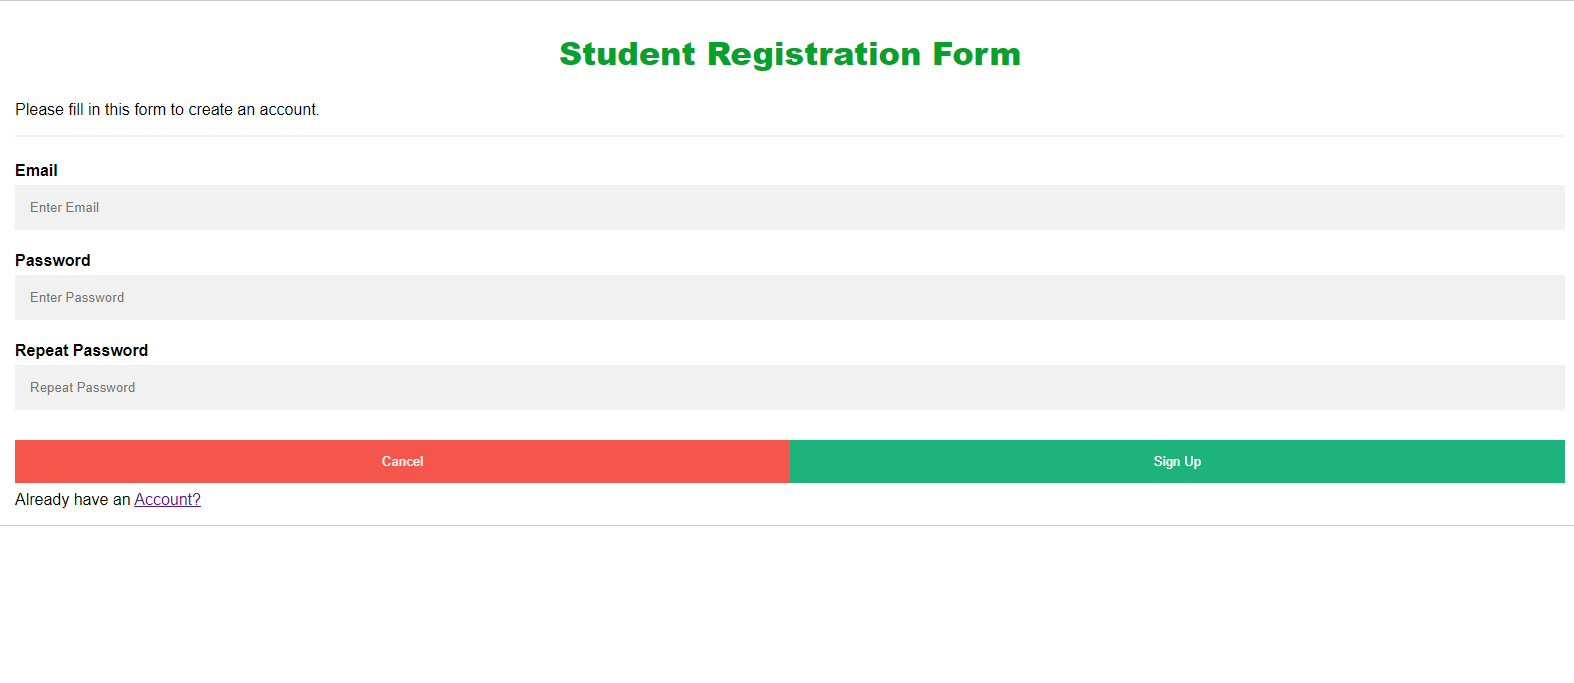 Student Registration Form
Please fill in this form to create an account.
Email
Enter Email
Password
Enter Password
Repeat Password
Repeat Password
Cancel Sign Up
Already have an Account?